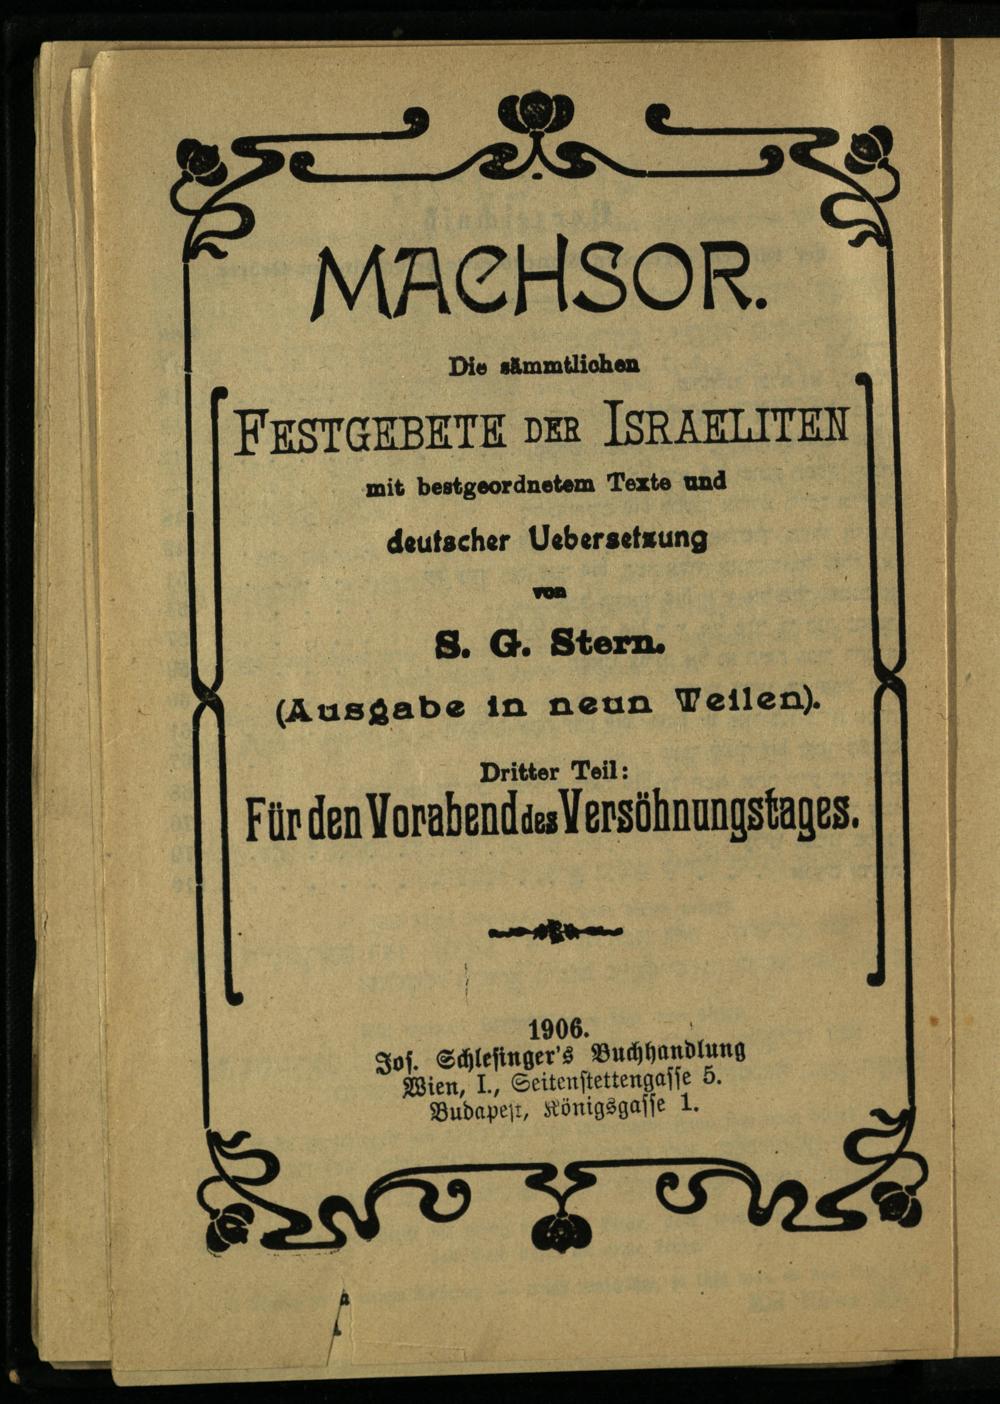 MACHSOR.
Die sämmtlichen
FESTGEBETE DER ISRAELITEN
mit bestgeordnetem Texte und
deutscher Uebersetzung
von
S. G. Stern.
(Ausgabe in neun Teilen).
Dritter Teil:
Für den Vorabend des Versöhnungstages.
1906.
Jos. Schlesinger's Buchhandlung
Wien, I., Seitenstettengasse 5.
Budapest, Königsgasse 1.